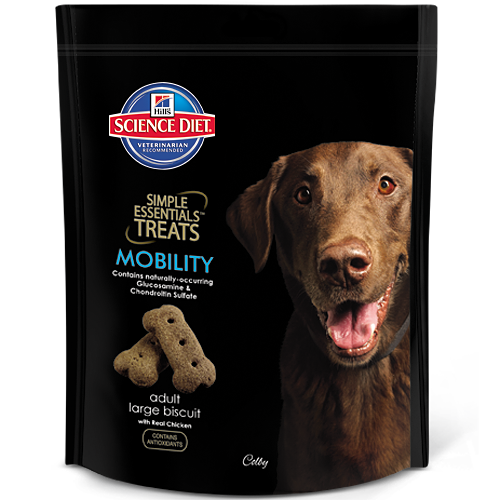 Hill's
SCIENCE DIET®
VETERINARIAN
RECOMMENDED
SIMPLE
ESSENTIALS™
TREATS
MOBILITY
Contains naturally-occurring
Glucosamine &
Chondroitin Sulfate
adult
large biscuit
with Real Chicken
CONTAINS
ANTIOXIDANTS
Colby